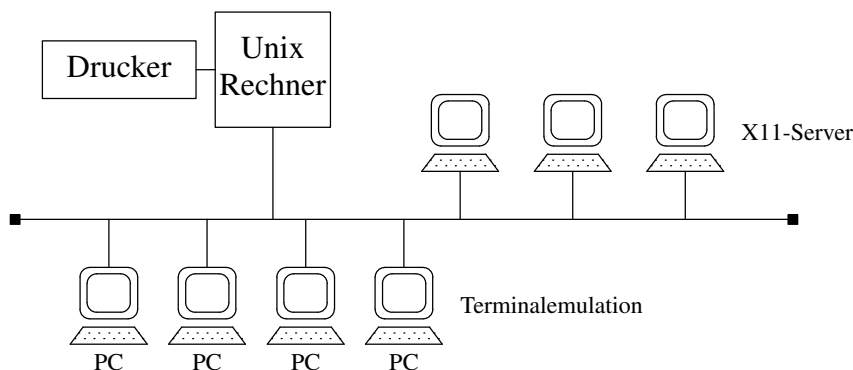 Drucker
Unix
Rechner
X11-Server
Terminalemulation
PC
PC
PC
PC